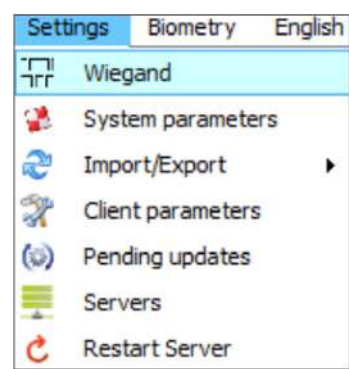 Settings Biometry English
Wiegand
System parameters
Import/Export
Client parameters
Pending updates
Servers
Restart Server